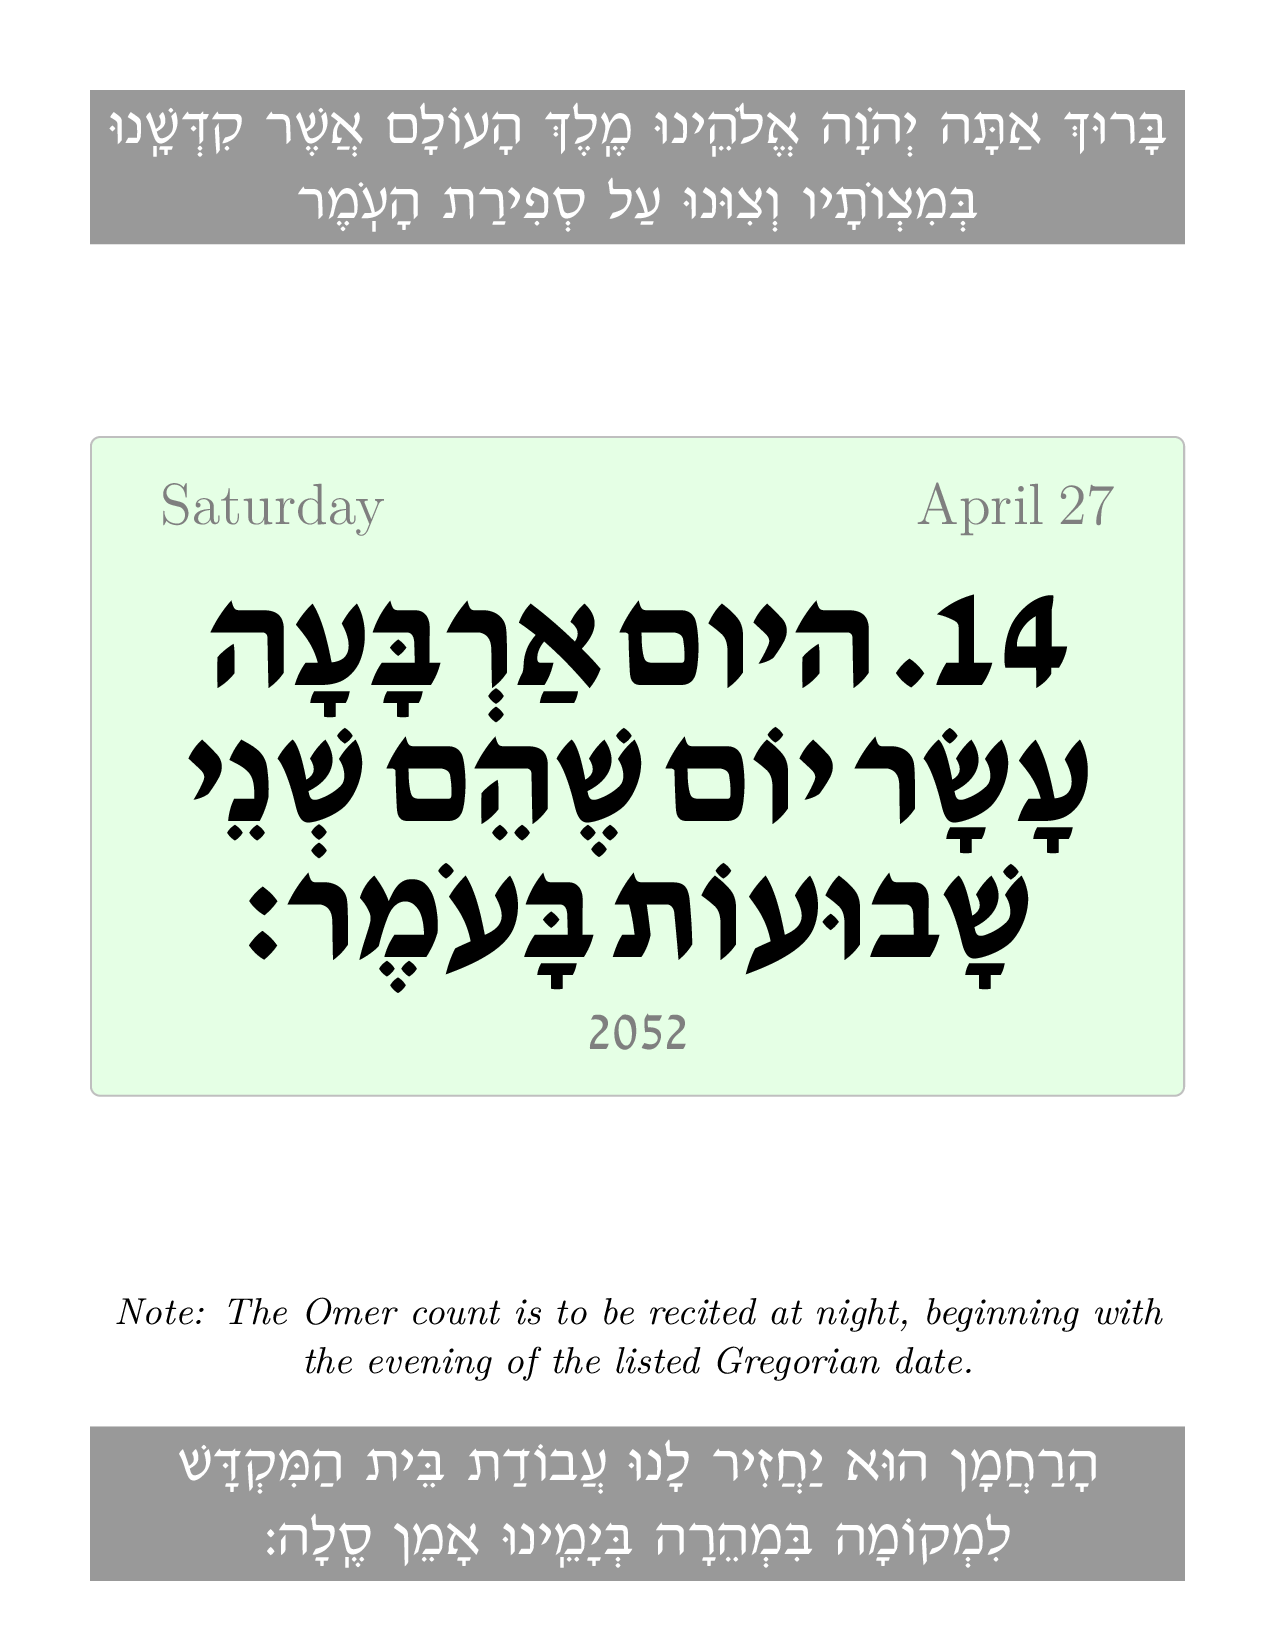 בָּרוּךְ אַתָּה יְהֹוָה אֱלֹהֵֽינוּ מֶֽלֶךְ הָעוֹלָם אֲשֶׁר קִדְּשָֽׁנוּ
בְּמִצְוֹתָיו וְצִוּנוּ עַל סְפִירַת הָעֹֽמֶר
Saturday April 27
14. היום אַרְבָּעָה
עָשָׂר יוֹם שֶׁהֵם שְׁנֵי
שָׁבוּעוֹת בָּעֹמֶר:
2052
Note: The Omer count is to be recited at night, beginning with
the evening of the listed Gregorian date.
הָרַחֲמָן הוּא יַחֲזִיר לָנוּ עֲבוֹדַת בֵּית הַמִּקְדָּשׁ
לִמְקוֹמָה בִּמְהֵרָה בְּיָמֵֽינוּ אָמֵן סֶֽלָה: